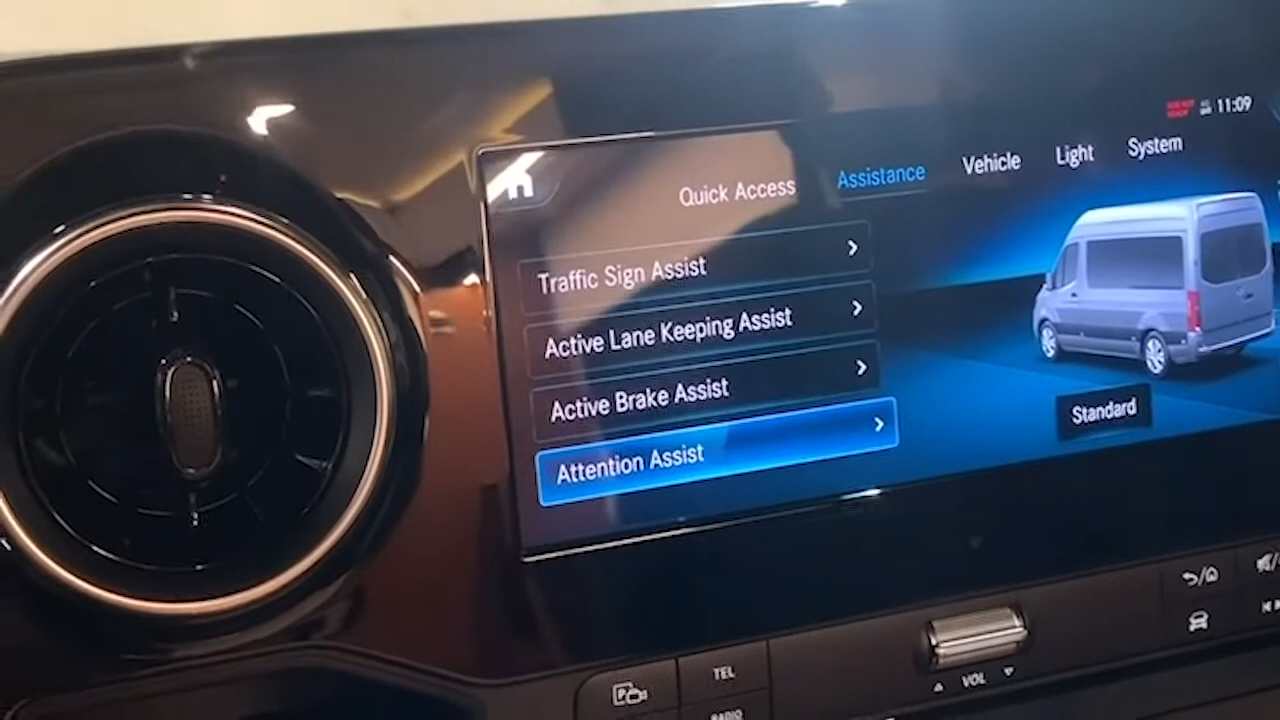 11:09
Quick Access Assistance Vehicle Light System
Traffic Sign Assist
Active Lane Keeping Assist
Active Brake Assist
Attention Assist
Standard
TEL
VOL
RADIO